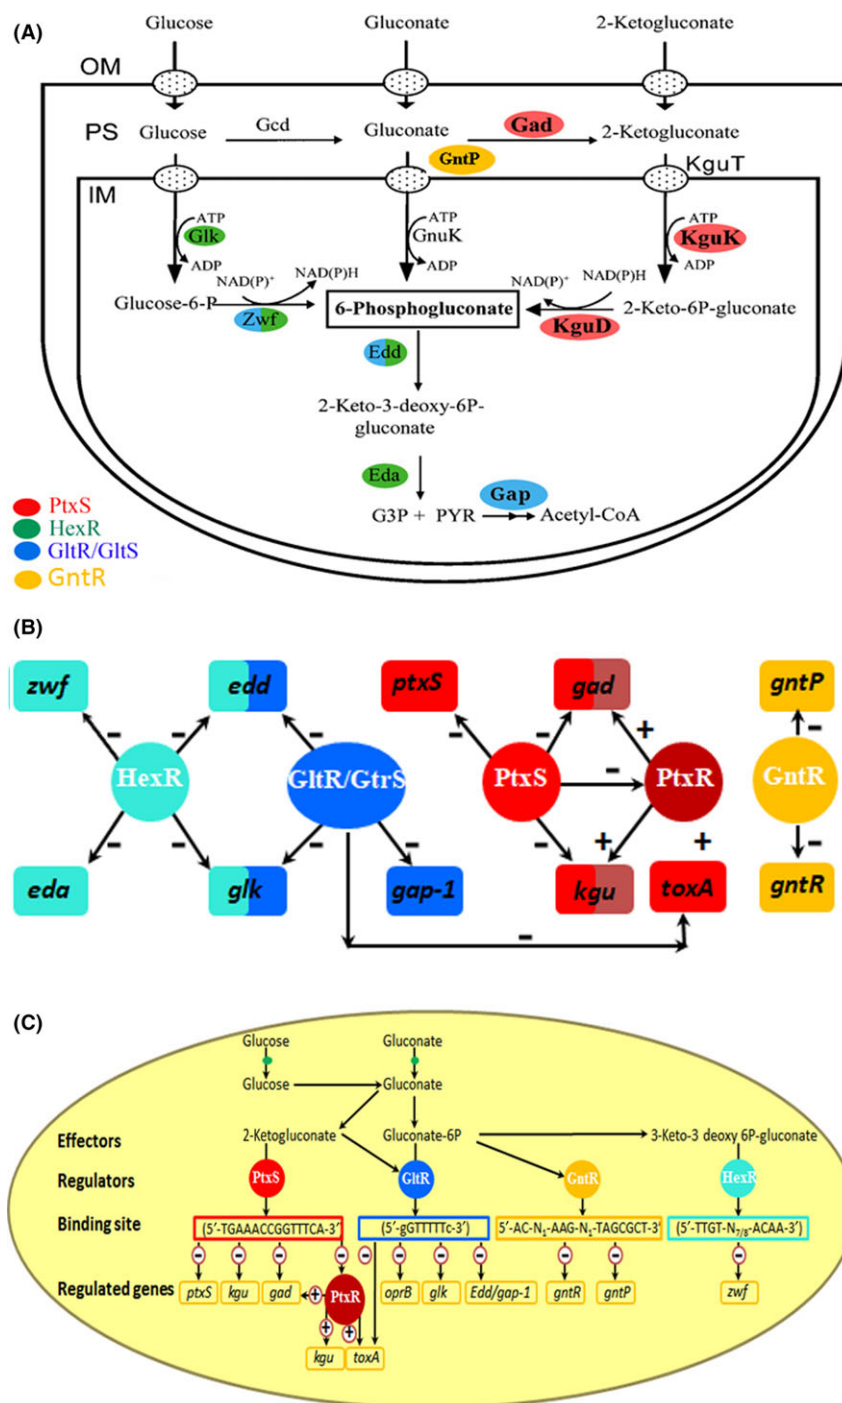 (A)
Glucose Gluconate 2-Ketogluconate
OM
PS Glucose Gcd Gluconate Gad 2-Ketogluconate
GntP KguT
IM
ATP ATP ATP
Glk GnuK KguK
ADP ADP ADP
NAD(P)⁺ NAD(P)H NAD(P)⁺ NAD(P)H
Glucose-6-P 6-Phosphogluconate 2-Keto-6P-gluconate
Zwf KguD
Edd
2-Keto-3-deoxy-6P-
gluconate
Eda Gap
G3P + PYR Acetyl-CoA
PtxS
HexR
GltR/GltS
GntR
(B)
zwf edd ptxS gad gntP
- - - - - + -
HexR GltR/GtrS PtxS - PtxR GntR
- - - - - + + -
eda glk gap-1 kgu toxA gntR
-
(C)
Glucose Gluconate
Glucose Gluconate
Effectors 2-Ketogluconate Gluconate-6P 3-Keto-3 deoxy 6P-gluconate
Regulators PtxS GltR GntR HexR
Binding site (5′-TGAAACCGGTTTCA-3′) (5′-gGTTTTTc-3′) (5′-AC-N₁-AAG-N₁-TAGCGCT-3′ (5′-TTGT-N₇/₈-ACAA-3′)
- - - - - - - - - -
Regulated genes ptxS kgu gad + PtxR oprB glk Edd/gap-1 gntR gntP zwf
+ +
kgu toxA